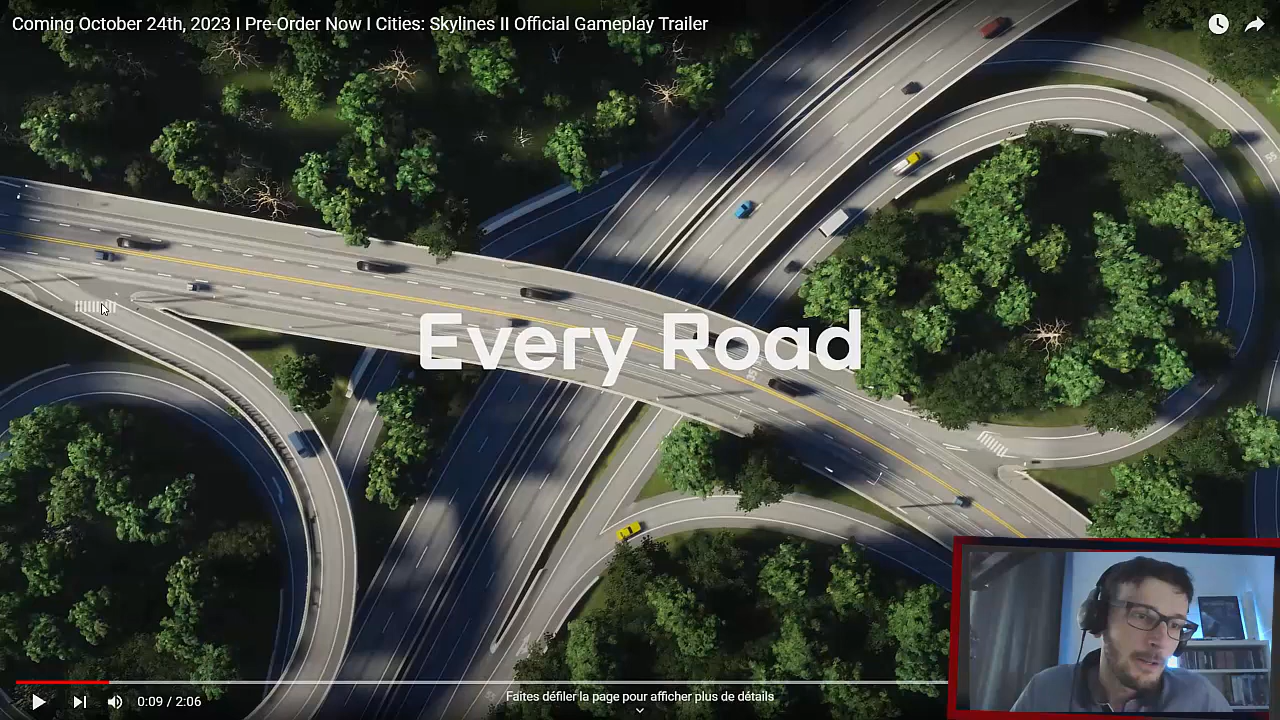 Coming October 24th, 2023 I Pre-Order Now I Cities: Skylines II Official Gameplay Trailer
Every Road
Faites défiler la page pour afficher plus de détails
0:09 / 2:06